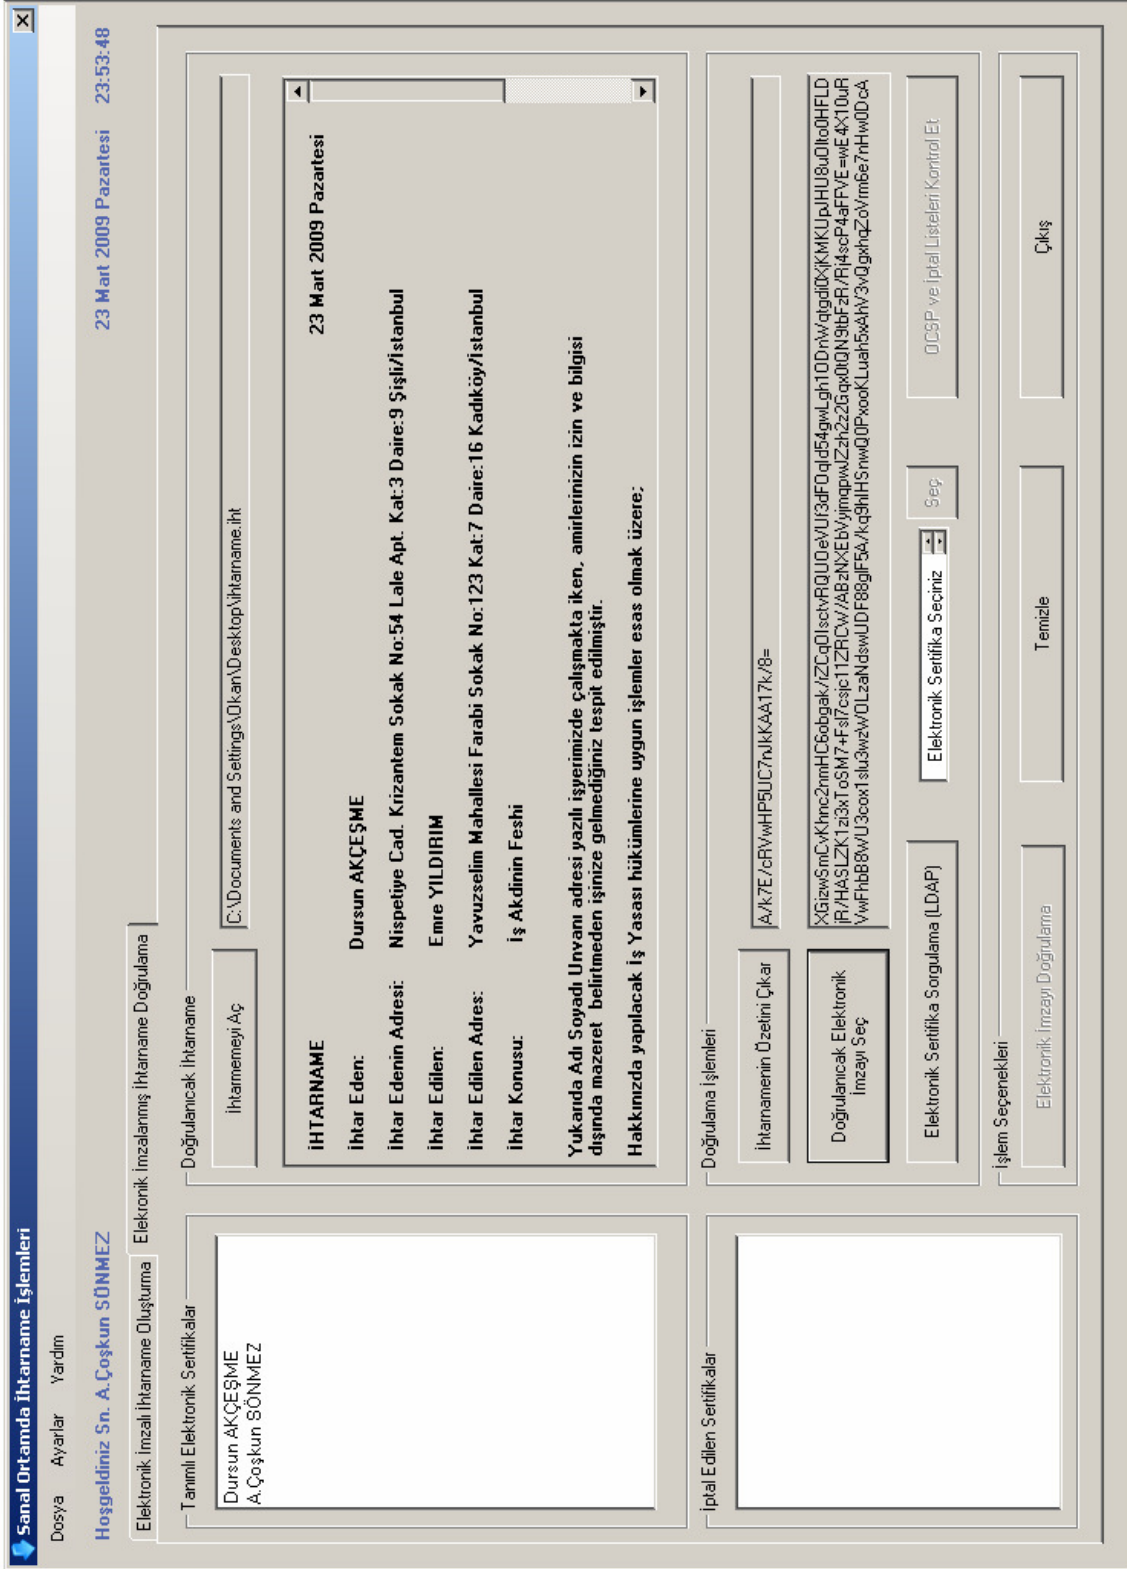 Sanal Ortamda İhtarname İşlemleri
Dosya Ayarlar Yardım
Hoşgeldiniz Sn. A.Çoşkun SÖNMEZ 23 Mart 2009 Pazartesi 23:53:48
Elektronik İmzalı İhtarname Oluşturma Elekronik İmzalanmış İhtarname Doğrulama
Tanımlı Elektronik Sertifikalar
Dursun AKÇEŞME
A.Çoşkun SÖNMEZ
İptal Edilen Sertifikalar
Doğrulanıcak İhtarname
İhtarnemeyi Aç C:\Documents and Settings\Okan\Desktop\ihtarname.iht
İHTARNAME 23 Mart 2009 Pazartesi
İhtar Eden: Dursun AKÇEŞME
İhtar Edenin Adresi: Nispetiye Cad. Krizantem Sokak No:54 Lale Apt. Kat:3 Daire:9 Şişli/İstanbul
İhtar Edilen: Emre YILDIRIM
İhtar Edilen Adres: Yavuzselim Mahallesi Farabi Sokak No:123 Kat:7 Daire:16 Kadıköy/İstanbul
İhtar Konusu: İş Akdinin Feshi
Yukarıda Adı Soyadı Unvanı adresi yazılı işyerimizde çalışmakta iken, amirlerinizin izin ve bilgisi
dışında mazeret belirtmeden işinize gelmediğiniz tespit edilmiştir.
Hakkınızda yapılacak İş Yasası hükümlerine uygun işlemler esas olmak üzere;
Doğrulama İşlemleri
İhtarnamenin Özetini Çıkar A/k7E/cRVwHP5UC7nJkKAA17k/8=
Doğrulanıcak Elektronik
İmzayı Seç
Elektronik Sertifika Sorgulama (LDAP) Elektronik Sertifika Seçiniz Seç OCSP ve İptal Listeleri Kontrol Et
İşlem Seçenekleri
Elektronik İmzayı Doğrulama Temizle Çıkış